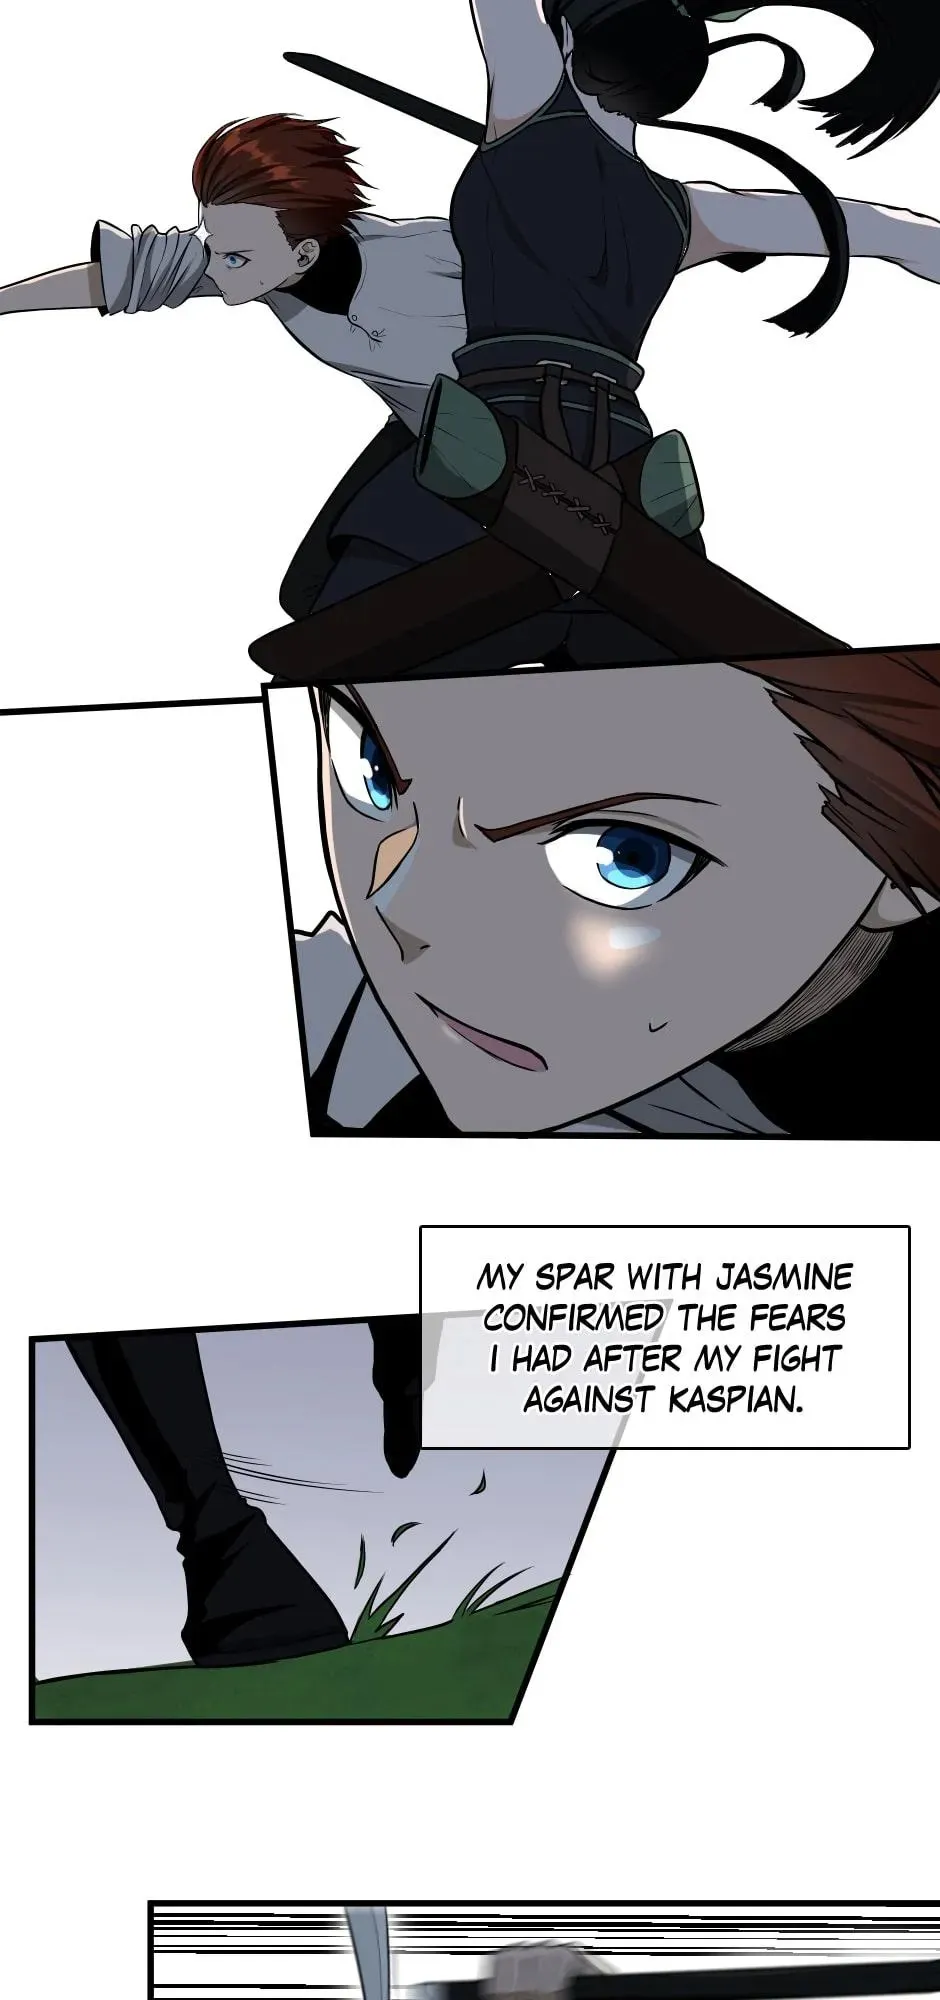 MY SPAR WITH JASMINE
CONFIRMED THE FEARS
I HAD AFTER MY FIGHT
AGAINST KASPIAN.